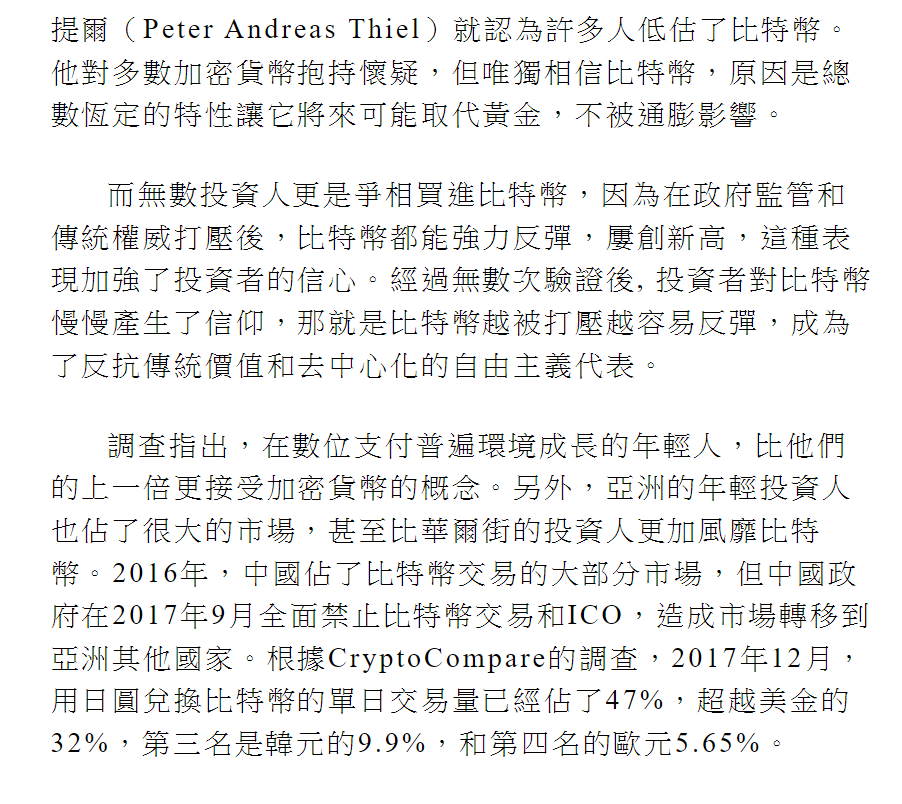 提爾（Peter Andreas Thiel）就認為許多人低估了比特幣。
他對多數加密貨幣抱持懷疑，但唯獨相信比特幣，原因是總
數恆定的特性讓它將來可能取代黃金，不被通膨影響。
而無數投資人更是爭相買進比特幣，因為在政府監管和
傳統權威打壓後，比特幣都能強力反彈，屢創新高，這種表
現加強了投資者的信心。經過無數次驗證後, 投資者對比特幣
慢慢產生了信仰，那就是比特幣越被打壓越容易反彈，成為
了反抗傳統價值和去中心化的自由主義代表。
調查指出，在數位支付普遍環境成長的年輕人，比他們
的上一倍更接受加密貨幣的概念。另外，亞洲的年輕投資人
也佔了很大的市場，甚至比華爾街的投資人更加風靡比特
幣。2016年，中國佔了比特幣交易的大部分市場，但中國政
府在2017年9月全面禁止比特幣交易和ICO，造成市場轉移到
亞洲其他國家。根據CryptoCompare的調查，2017年12月，
用日圓兌換比特幣的單日交易量已經佔了47%，超越美金的
32%，第三名是韓元的9.9%，和第四名的歐元5.65%。